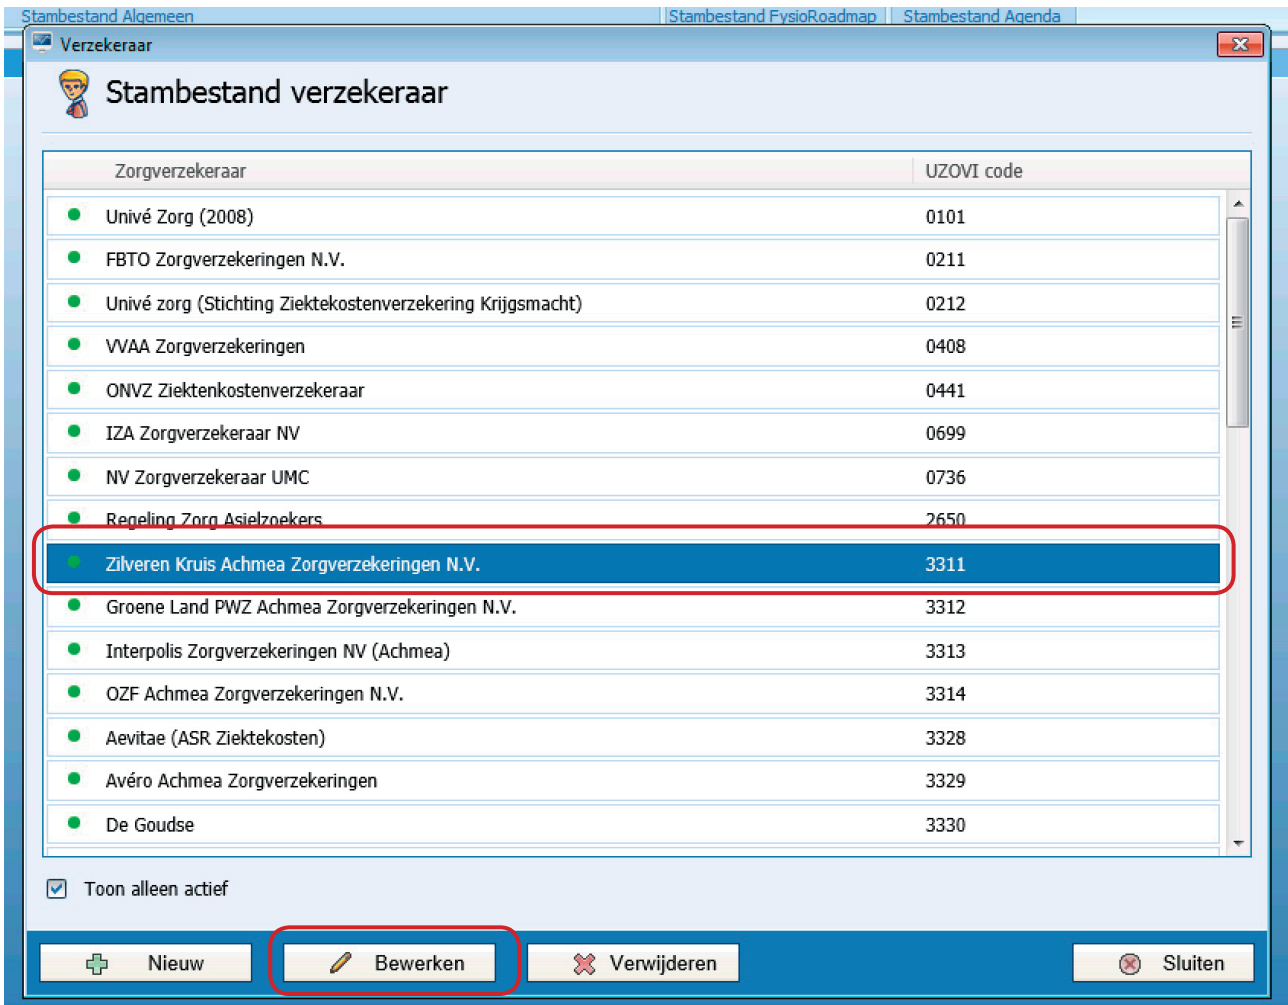 Stambestand Algemeen Stambestand FysioRoadmap Stambestand Agenda
Verzekeraar
Stambestand verzekeraar
Zorgverzekeraar UZOVI code
Univé Zorg (2008) 0101
FBTO Zorgverzekeringen N.V. 0211
Univé zorg (Stichting Ziektekostenverzekering Krijgsmacht) 0212
VVAA Zorgverzekeringen 0408
ONVZ Ziektenkostenverzekeraar 0441
IZA Zorgverzekeraar NV 0699
NV Zorgverzekeraar UMC 0736
Regeling Zorg Asielzoekers 2650
Zilveren Kruis Achmea Zorgverzekeringen N.V. 3311
Groene Land PWZ Achmea Zorgverzekeringen N.V. 3312
Interpolis Zorgverzekeringen NV (Achmea) 3313
OZF Achmea Zorgverzekeringen N.V. 3314
Aevitae (ASR Ziektekosten) 3328
Avéro Achmea Zorgverzekeringen 3329
De Goudse 3330
Toon alleen actief
Nieuw Bewerken Verwijderen Sluiten